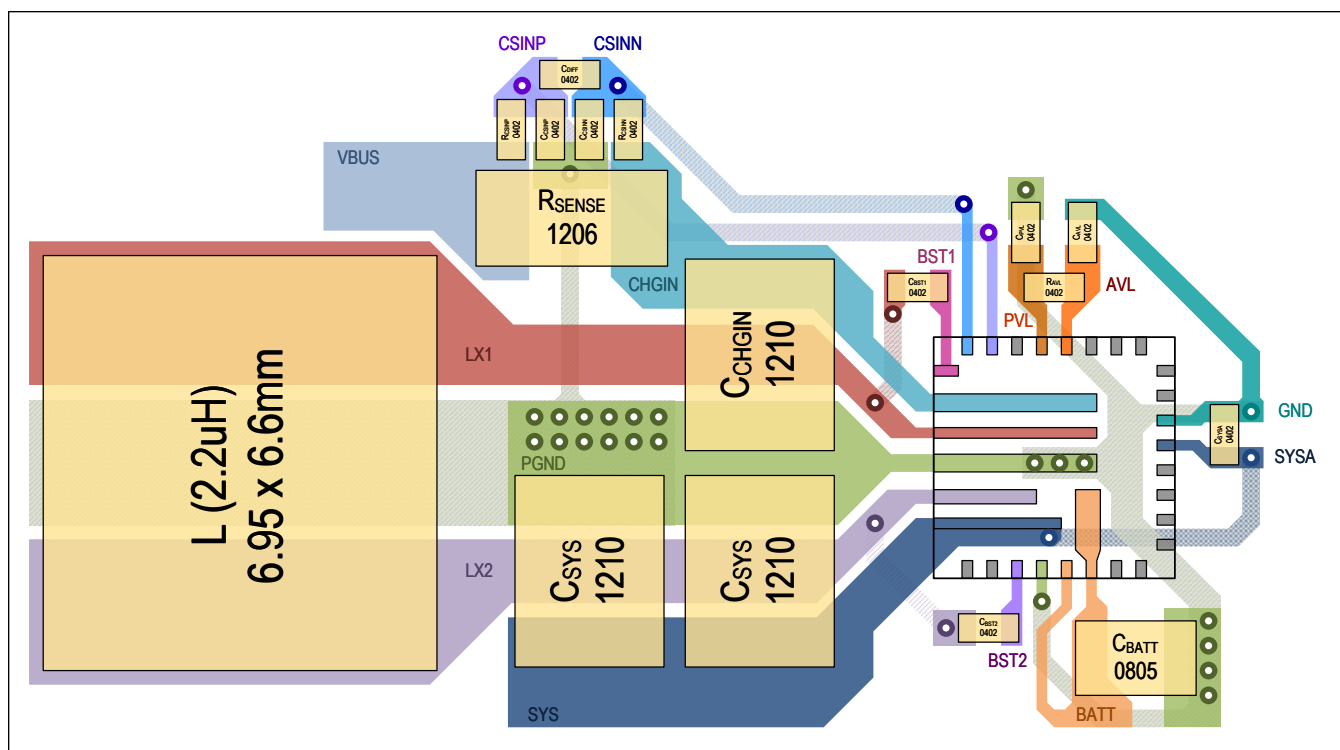 CSINP
CSINN
CDIFF
0402
RCSINP
0402
CCSINP
0402
CCSINN
0402
RCSINN
0402
VBUS
RSENSE
1206
CPVL
0402
CAVL
0402
BST1
CBST1
0402
RAVL
0402
AVL
PVL
CHGIN
CCHGIN
1210
LX1
L (2.2uH)
6.95 x 6.6mm
PGND
GND
CSYSA
0402
SYSA
LX2
CSYS
1210
CSYS
1210
CBST2
0402
BST2
CBATT
0805
SYS
BATT